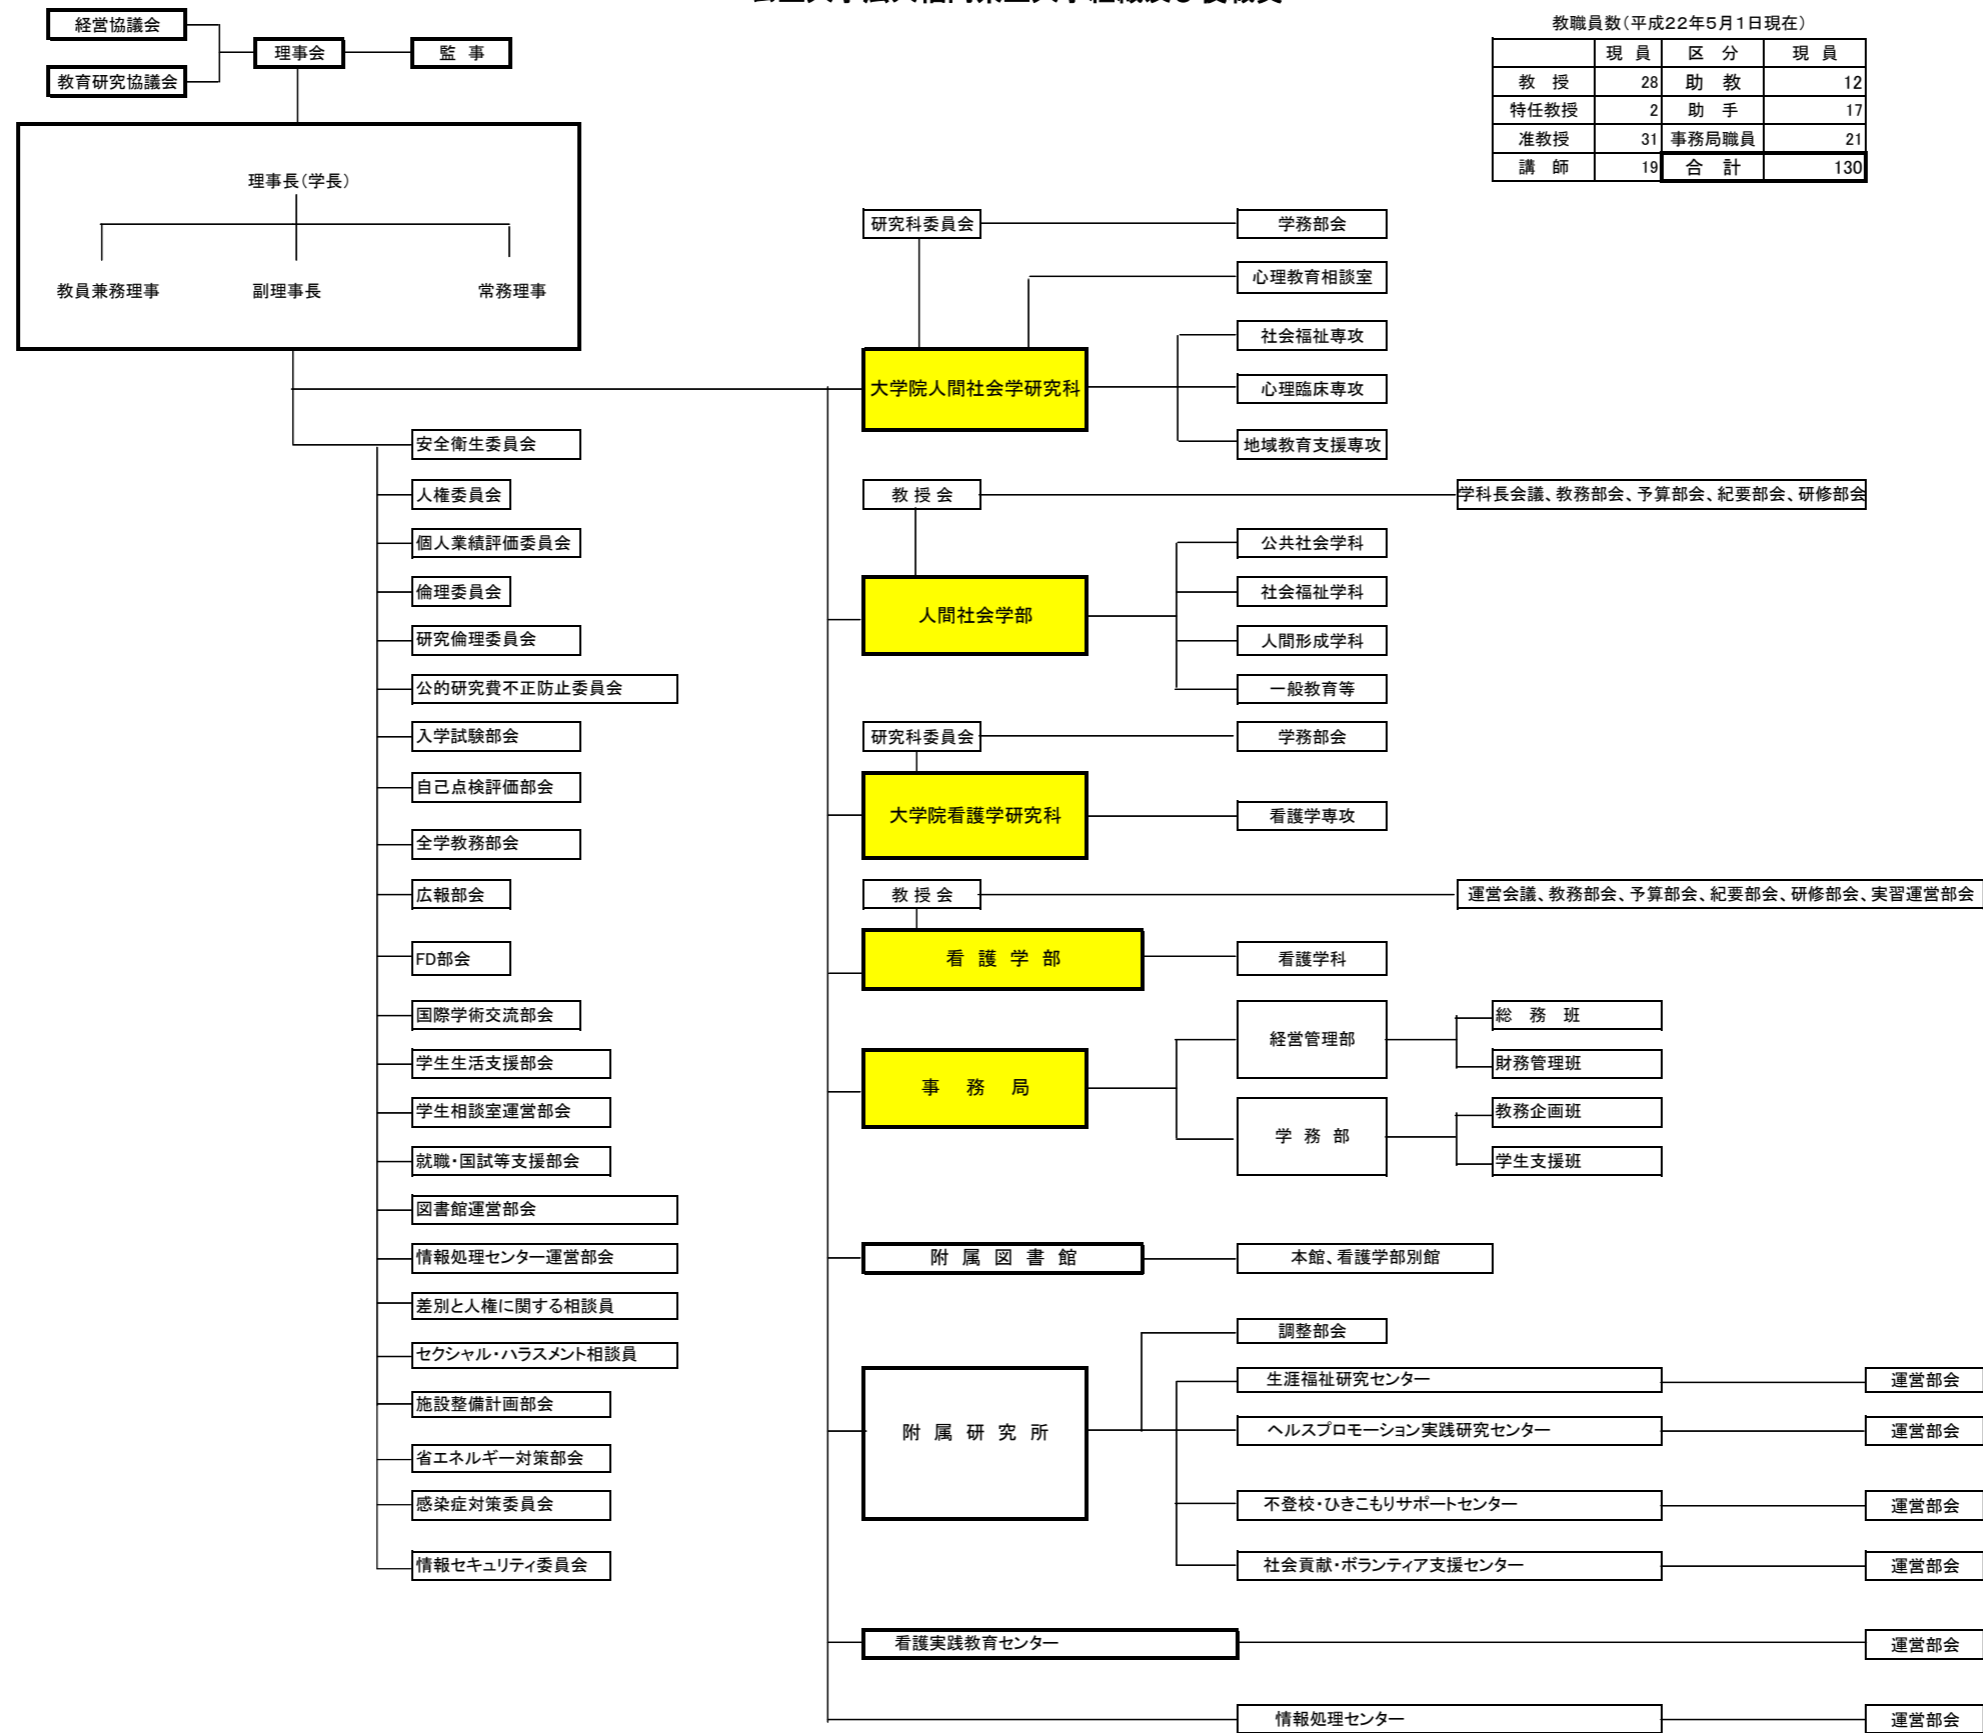 経営協議会
理事会
監 事
教育研究協議会
理事長(学長)
教員兼務理事
副理事長
常務理事
教職員数(平成22年5月1日現在)
現 員 区 分 現 員
教 授 28 助 教 12
特任教授 2 助 手 17
准教授 31 事務局職員 21
講 師 19 合 計 130
安全衛生委員会
人権委員会
個人業績評価委員会
倫理委員会
研究倫理委員会
公的研究費不正防止委員会
入学試験部会
自己点検評価部会
全学教務部会
広報部会
FD部会
国際学術交流部会
学生生活支援部会
学生相談室運営部会
就職・国試等支援部会
図書館運営部会
情報処理センター運営部会
差別と人権に関する相談員
セクシャル・ハラスメント相談員
施設整備計画部会
省エネルギー対策部会
感染症対策委員会
情報セキュリティ委員会
研究科委員会
学務部会
心理教育相談室
大学院人間社会学研究科
社会福祉専攻
心理臨床専攻
地域教育支援専攻
教 授 会
学科長会議、教務部会、予算部会、紀要部会、研修部会
人間社会学部
公共社会学科
社会福祉学科
人間形成学科
一般教育等
研究科委員会
学務部会
大学院看護学研究科
看護学専攻
教 授 会
運営会議、教務部会、予算部会、紀要部会、研修部会、実習運営部会
看 護 学 部
看護学科
事 務 局
経営管理部
総 務 班
財務管理班
学 務 部
教務企画班
学生支援班
附 属 図 書 館
本館、看護学部別館
附 属 研 究 所
調整部会
生涯福祉研究センター
運営部会
ヘルスプロモーション実践研究センター
運営部会
不登校・ひきこもりサポートセンター
運営部会
社会貢献・ボランティア支援センター
運営部会
看護実践教育センター
運営部会
情報処理センター
運営部会